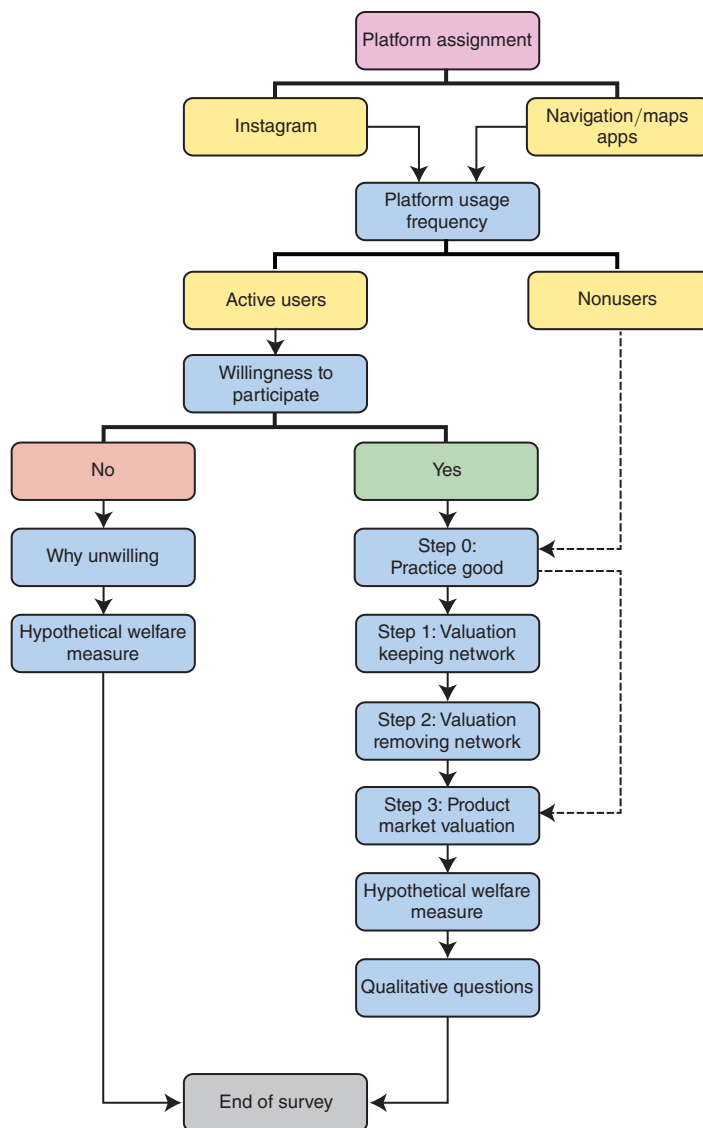 Platform assignment
Instagram
Navigation/maps
apps
Platform usage
frequency
Active users
Nonusers
Willingness to
participate
No
Yes
Why unwilling
Step 0:
Practice good
Hypothetical welfare
measure
Step 1: Valuation
keeping network
Step 2: Valuation
removing network
Step 3: Product
market valuation
Hypothetical welfare
measure
Qualitative questions
End of survey